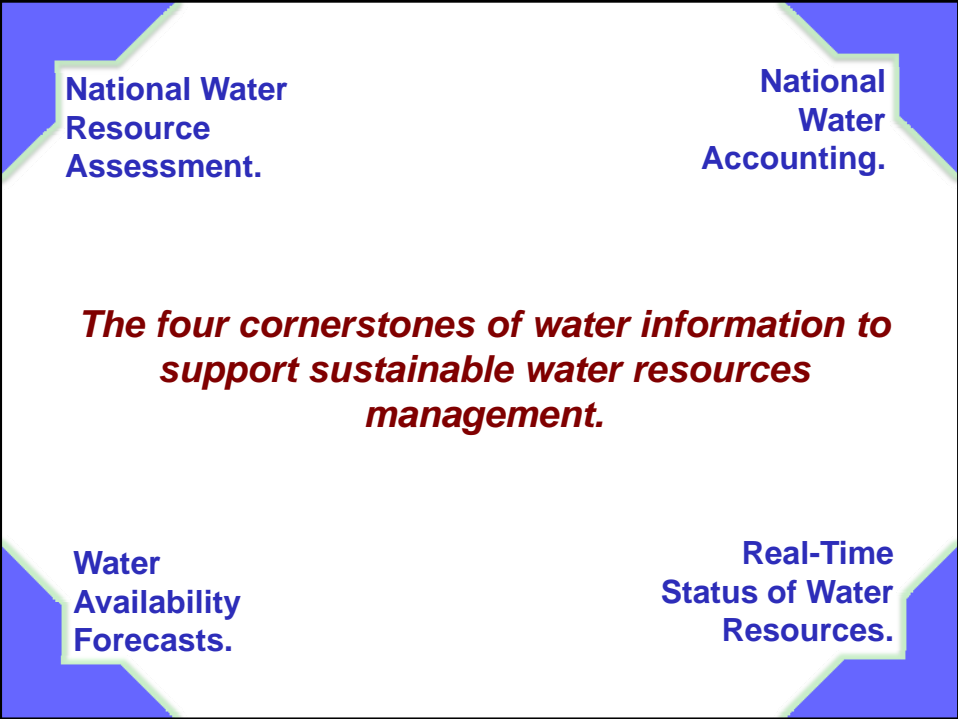 National Water
Resource
Assessment.
National
Water
Accounting.
The four cornerstones of water information to
support sustainable water resources
management.
Water
Availability
Forecasts.
Real-Time
Status of Water
Resources.